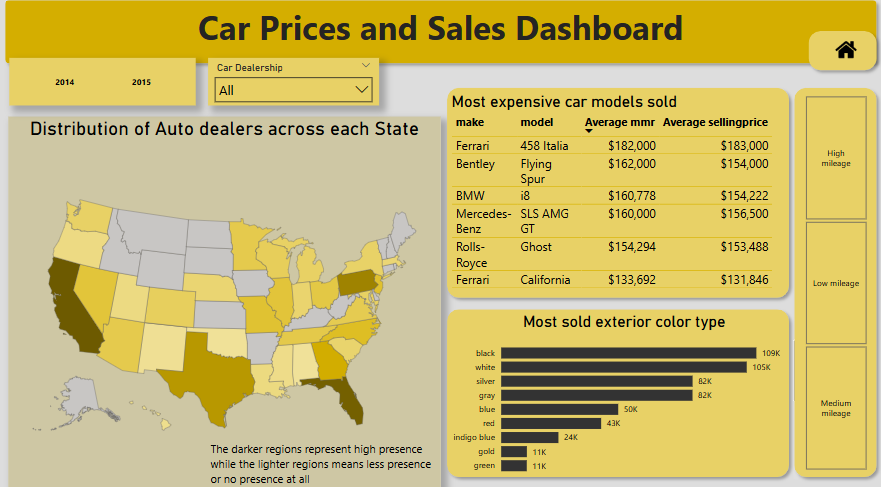 Car Prices and Sales Dashboard
2014 2015
Car Dealership
All
Distribution of Auto dealers across each State
The darker regions represent high presence
while the lighter regions means less presence
or no presence at all
Most expensive car models sold
make model Average mmr Average sellingprice
Ferrari 458 Italia $182,000 $183,000
Bentley Flying $162,000 $154,000
Spur
BMW i8 $160,778 $154,222
Mercedes- SLS AMG $160,000 $156,500
Benz GT
Rolls- Ghost $154,294 $153,488
Royce
Ferrari California $133,692 $131,846
Most sold exterior color type
black 109K
white 105K
silver 82K
gray 82K
blue 50K
red 43K
indigo blue 24K
gold 11K
green 11K
High
mileage
Low mileage
Medium
mileage